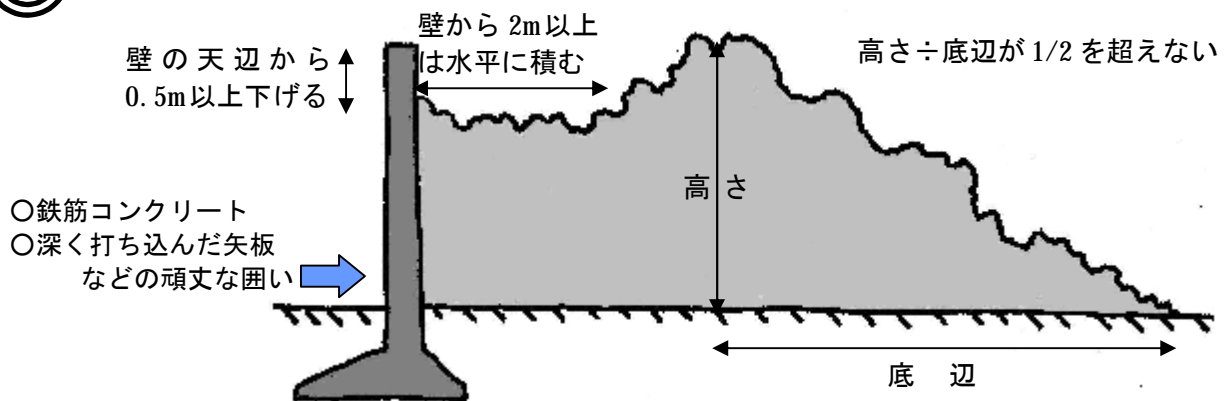 壁から 2m以上
は水平に積む
壁の天辺から
0.5m以上下げる
高さ÷底辺が 1/2 を超えない
高さ
○鉄筋コンクリート
○深く打ち込んだ矢板
などの頑丈な囲い
底 辺